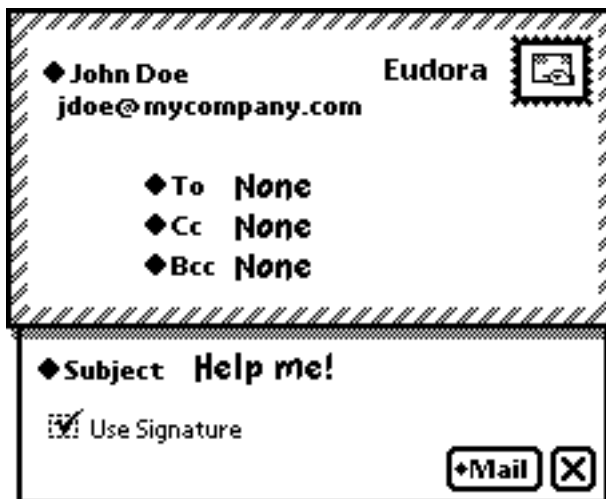 Eudora
◆John Doe
jdoe@mycompany.com
◆To None
◆Cc None
◆Bcc None
◆Subject Help me!
Use Signature
◆Mail